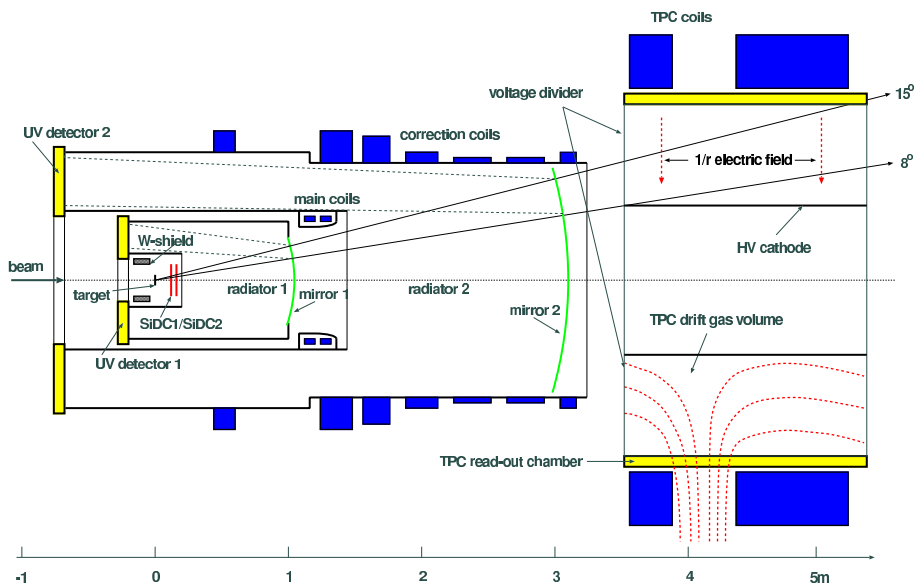 TPC coils
voltage divider
15°
UV detector 2
correction coils
1/r electric field
8°
main coils
W-shield
HV cathode
beam
target
radiator 1
mirror 1
radiator 2
mirror 2
SiDC1/SiDC2
TPC drift gas volume
UV detector 1
TPC read-out chamber
-1 0 1 2 3 4 5m